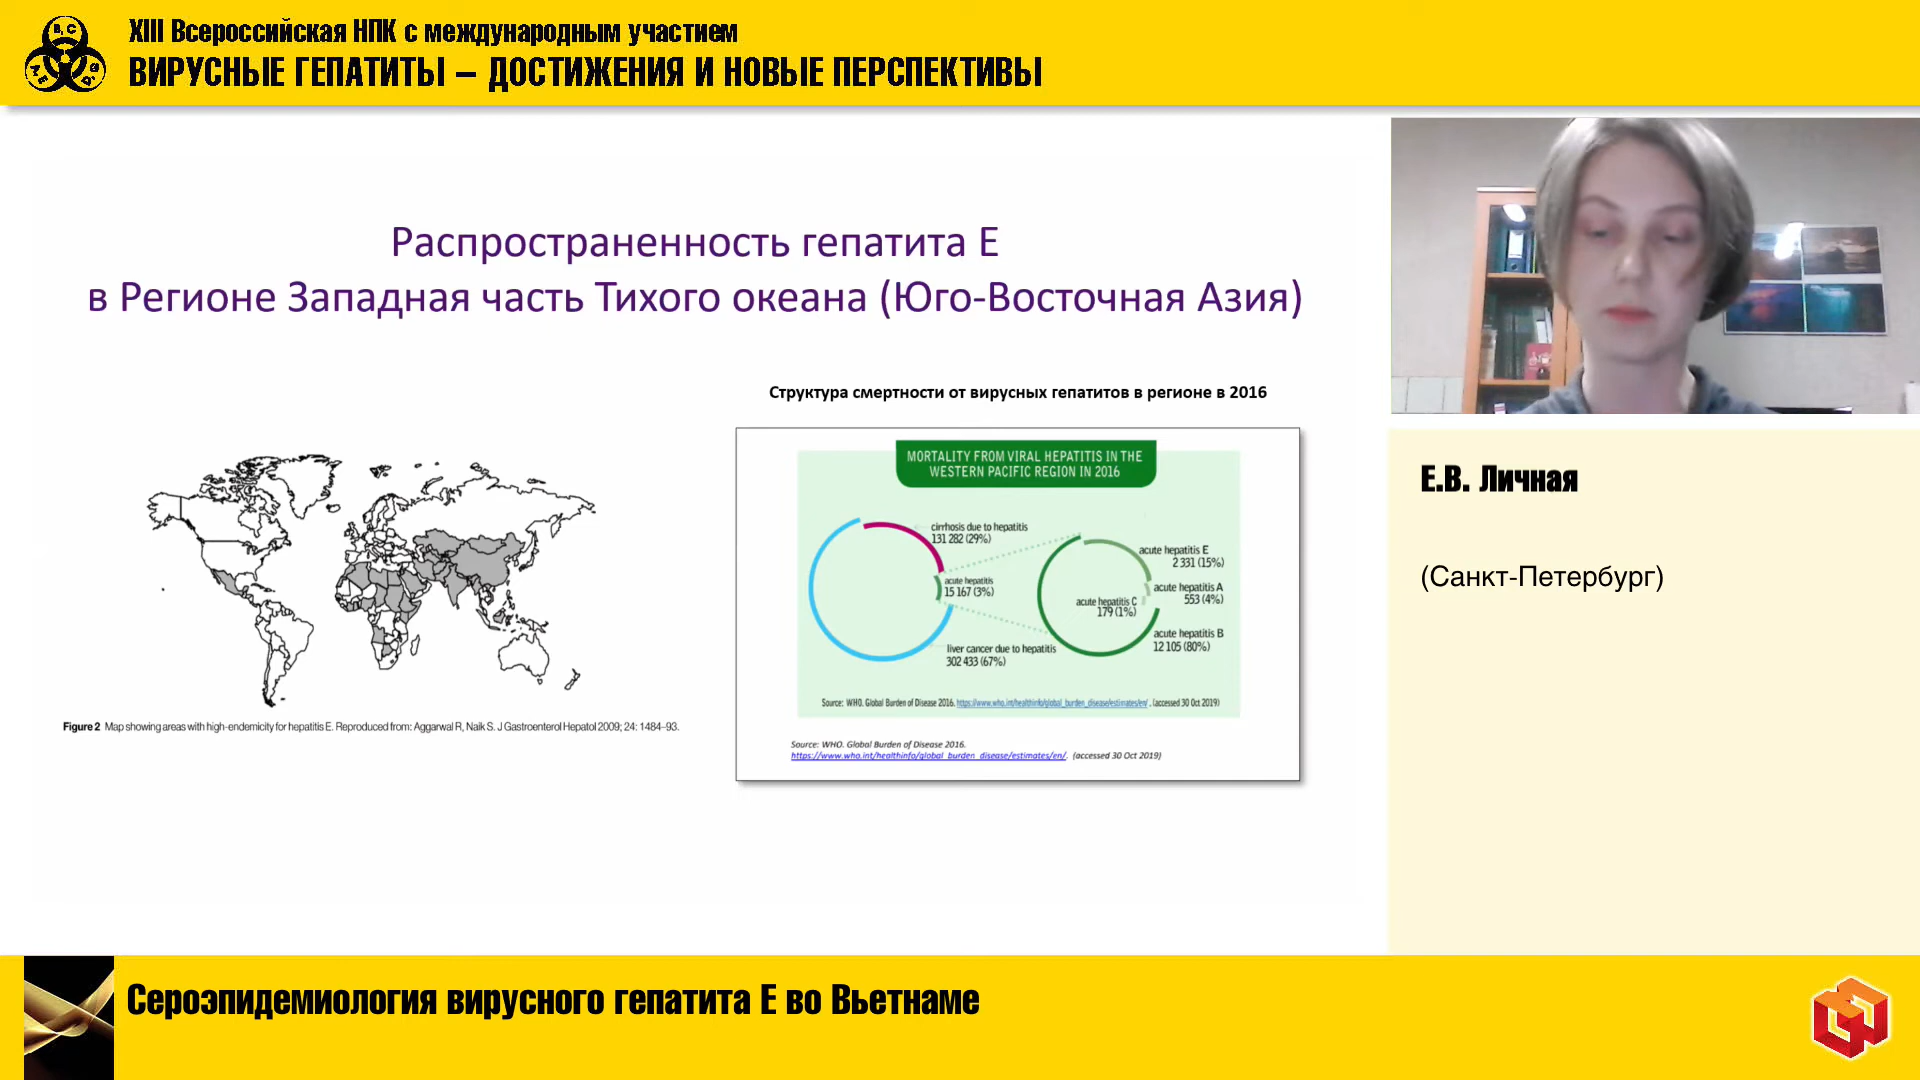 XIII Всероссийская НПК с международным участием
ВИРУСНЫЕ ГЕПАТИТЫ – ДОСТИЖЕНИЯ И НОВЫЕ ПЕРСПЕКТИВЫ
B, C
Распространенность гепатита Е
в Регионе Западная часть Тихого океана (Юго-Восточная Азия)
Структура смертности от вирусных гепатитов в регионе в 2016
MORTALITY FROM VIRAL HEPATITIS IN THE
WESTERN PACIFIC REGION IN 2016
cirrhosis due to hepatitis
131 282 (29%)
acute hepatitis
15 167 (3%)
liver cancer due to hepatitis
302 433 (67%)
acute hepatitis E
2 331 (15%)
acute hepatitis A
553 (4%)
acute hepatitis C
179 (1%)
acute hepatitis B
12 105 (80%)
Source: WHO. Global Burden of Disease 2016. https://www.who.int/healthinfo/global_burden_disease/estimates/en/ , (accessed 30 Oct 2019)
Source: WHO. Global Burden of Disease 2016.
https://www.who.int/healthinfo/global_burden_disease/estimates/en/. (accessed 30 Oct 2019)
Figure 2 Map showing areas with high-endemicity for hepatitis E. Reproduced from: Aggarwal R, Naik S. J Gastroenterol Hepatol 2009; 24: 1484–93.
Е.В. Личная
(Санкт-Петербург)
Сероэпидемиология вирусного гепатита Е во Вьетнаме